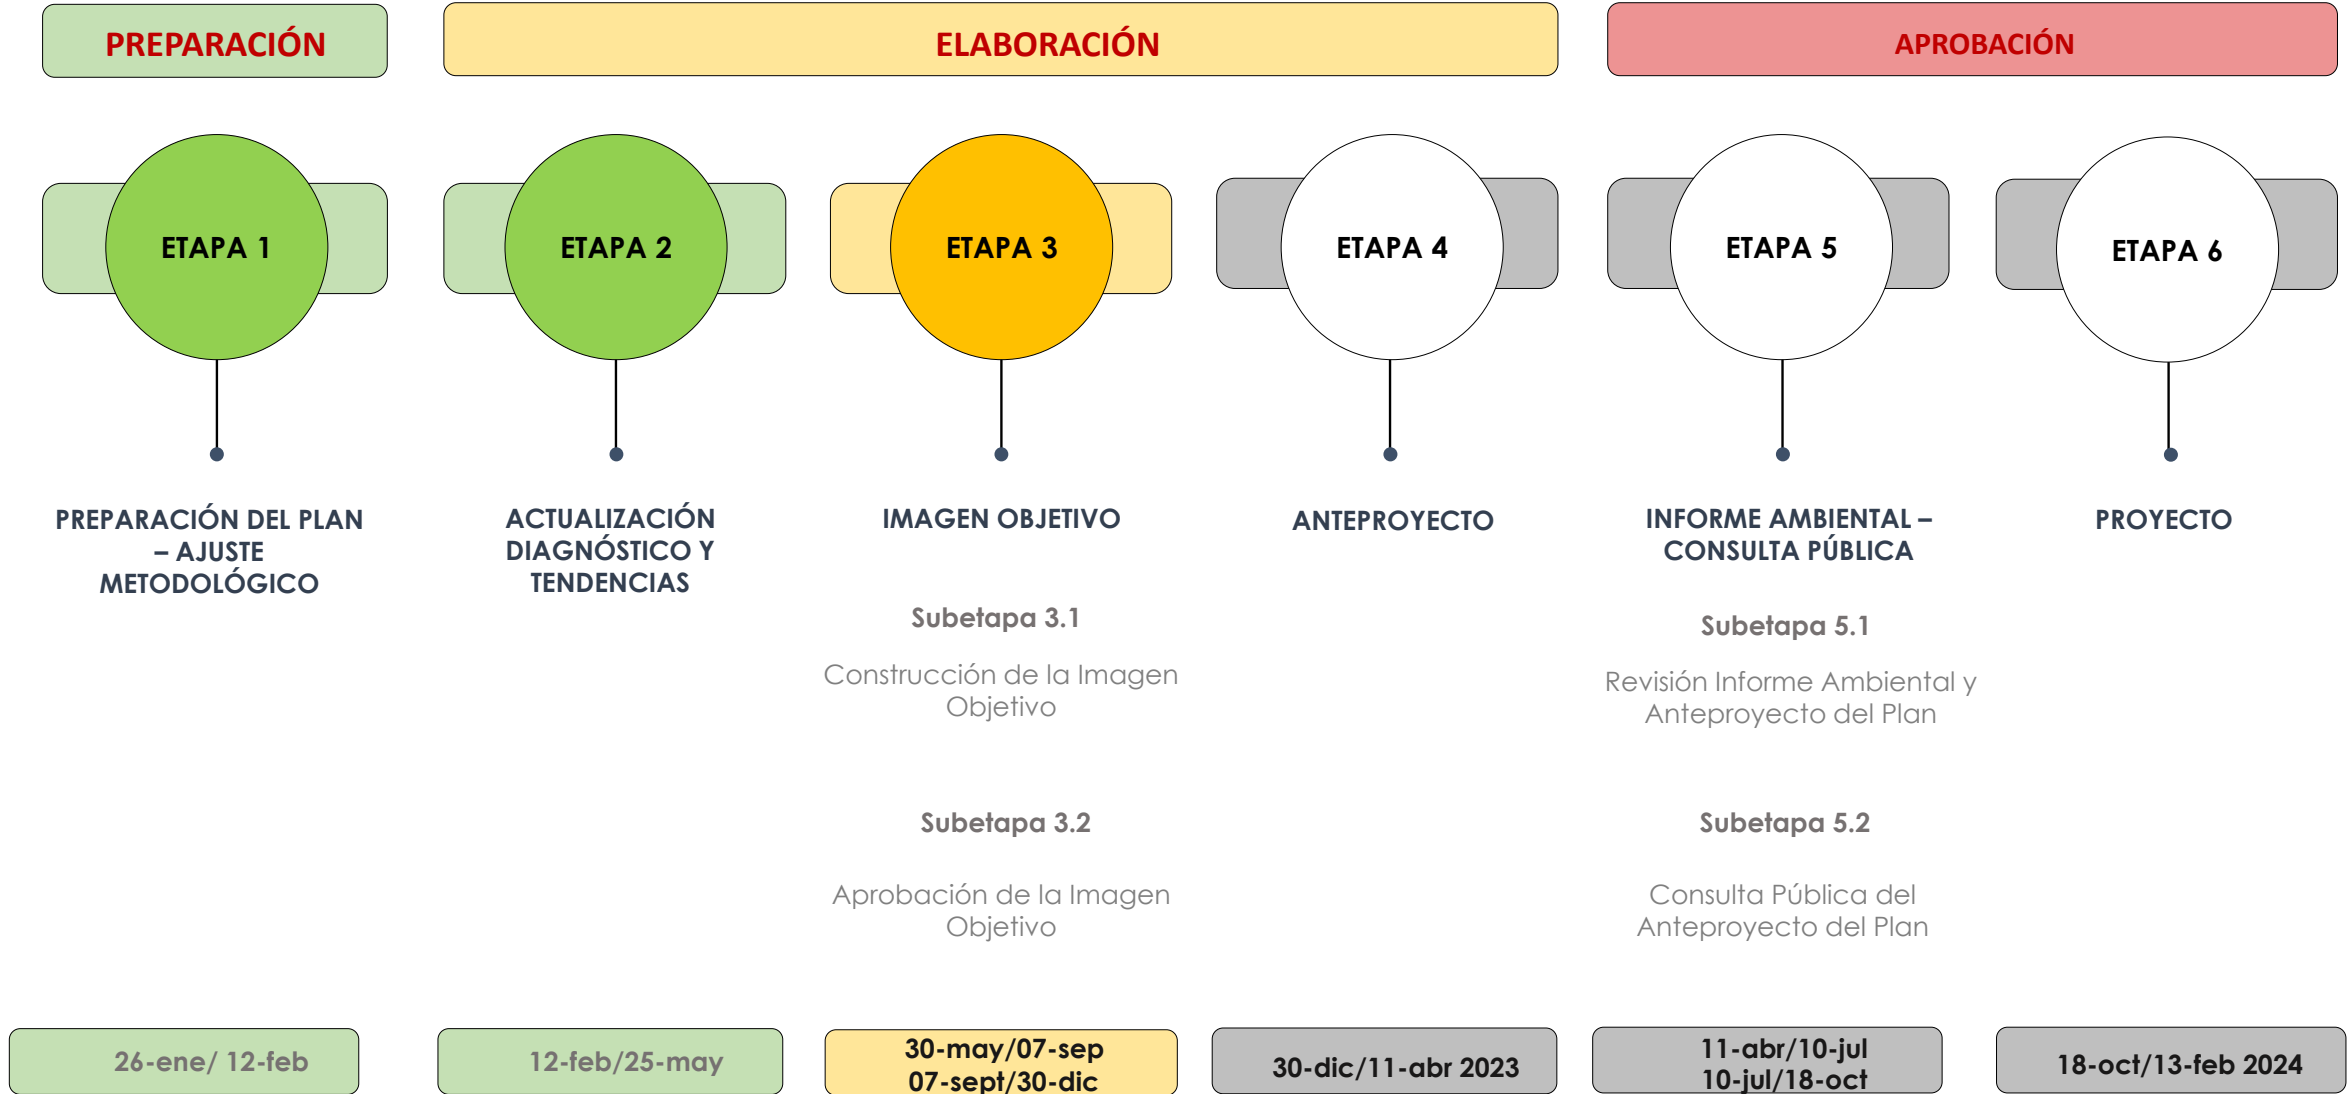 PREPARACIÓN
ELABORACIÓN
APROBACIÓN
ETAPA 1
ETAPA 2
ETAPA 3
ETAPA 4
ETAPA 5
ETAPA 6
PREPARACIÓN DEL PLAN
– AJUSTE
METODOLÓGICO
ACTUALIZACIÓN
DIAGNÓSTICO Y
TENDENCIAS
IMAGEN OBJETIVO
Subetapa 3.1
Construcción de la Imagen
Objetivo
Subetapa 3.2
Aprobación de la Imagen
Objetivo
ANTEPROYECTO
INFORME AMBIENTAL –
CONSULTA PÚBLICA
Subetapa 5.1
Revisión Informe Ambiental y
Anteproyecto del Plan
Subetapa 5.2
Consulta Pública del
Anteproyecto del Plan
PROYECTO
26-ene/ 12-feb
12-feb/25-may
30-may/07-sep
07-sept/30-dic
30-dic/11-abr 2023
11-abr/10-jul
10-jul/18-oct
18-oct/13-feb 2024